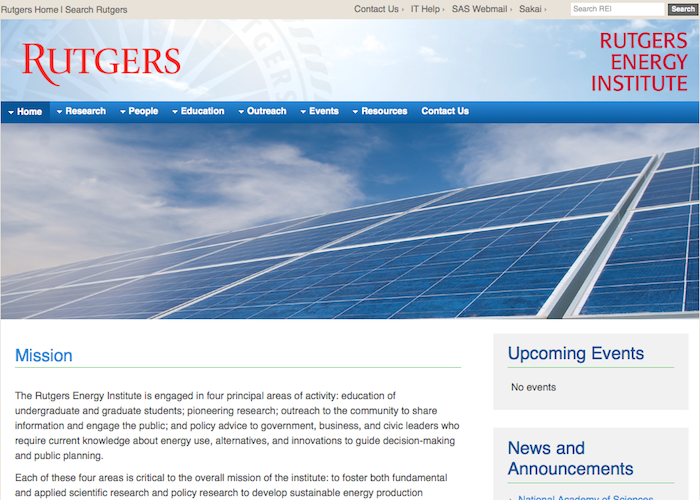 Rutgers Home | Search Rutgers
Contact Us › IT Help › SAS Webmail › Sakai ›
Search REI
Search
RUTGERS
RUTGERS
ENERGY
INSTITUTE
Home Research People Education Outreach Events Resources Contact Us
Mission
The Rutgers Energy Institute is engaged in four principal areas of activity: education of
undergraduate and graduate students; pioneering research; outreach to the community to share
information and engage the public; and policy advice to government, business, and civic leaders who
require current knowledge about energy use, alternatives, and innovations to guide decision-making
and public planning.
Each of these four areas is critical to the overall mission of the institute: to foster both fundamental
and applied scientific research and policy research to develop sustainable energy production
Upcoming Events
No events
News and
Announcements
National Academy of Sciences